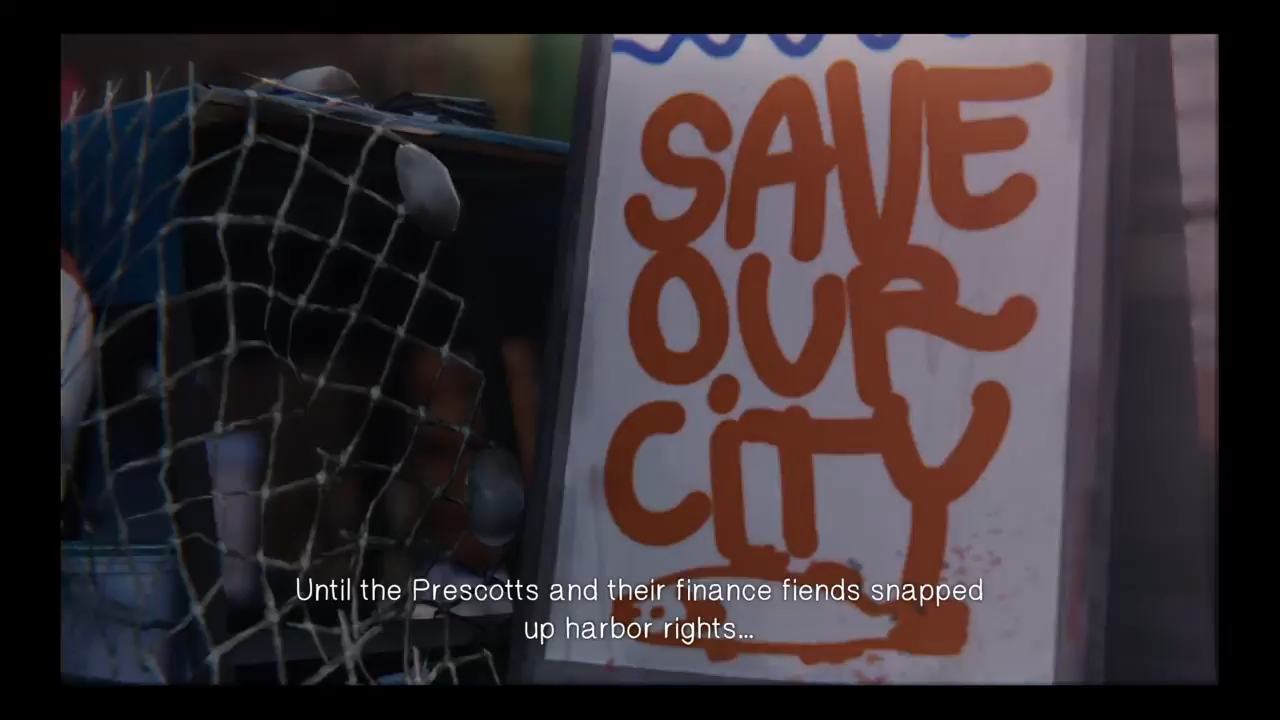 SAVE
OUR
CITY
Until the Prescotts and their finance fiends snapped
up harbor rights...